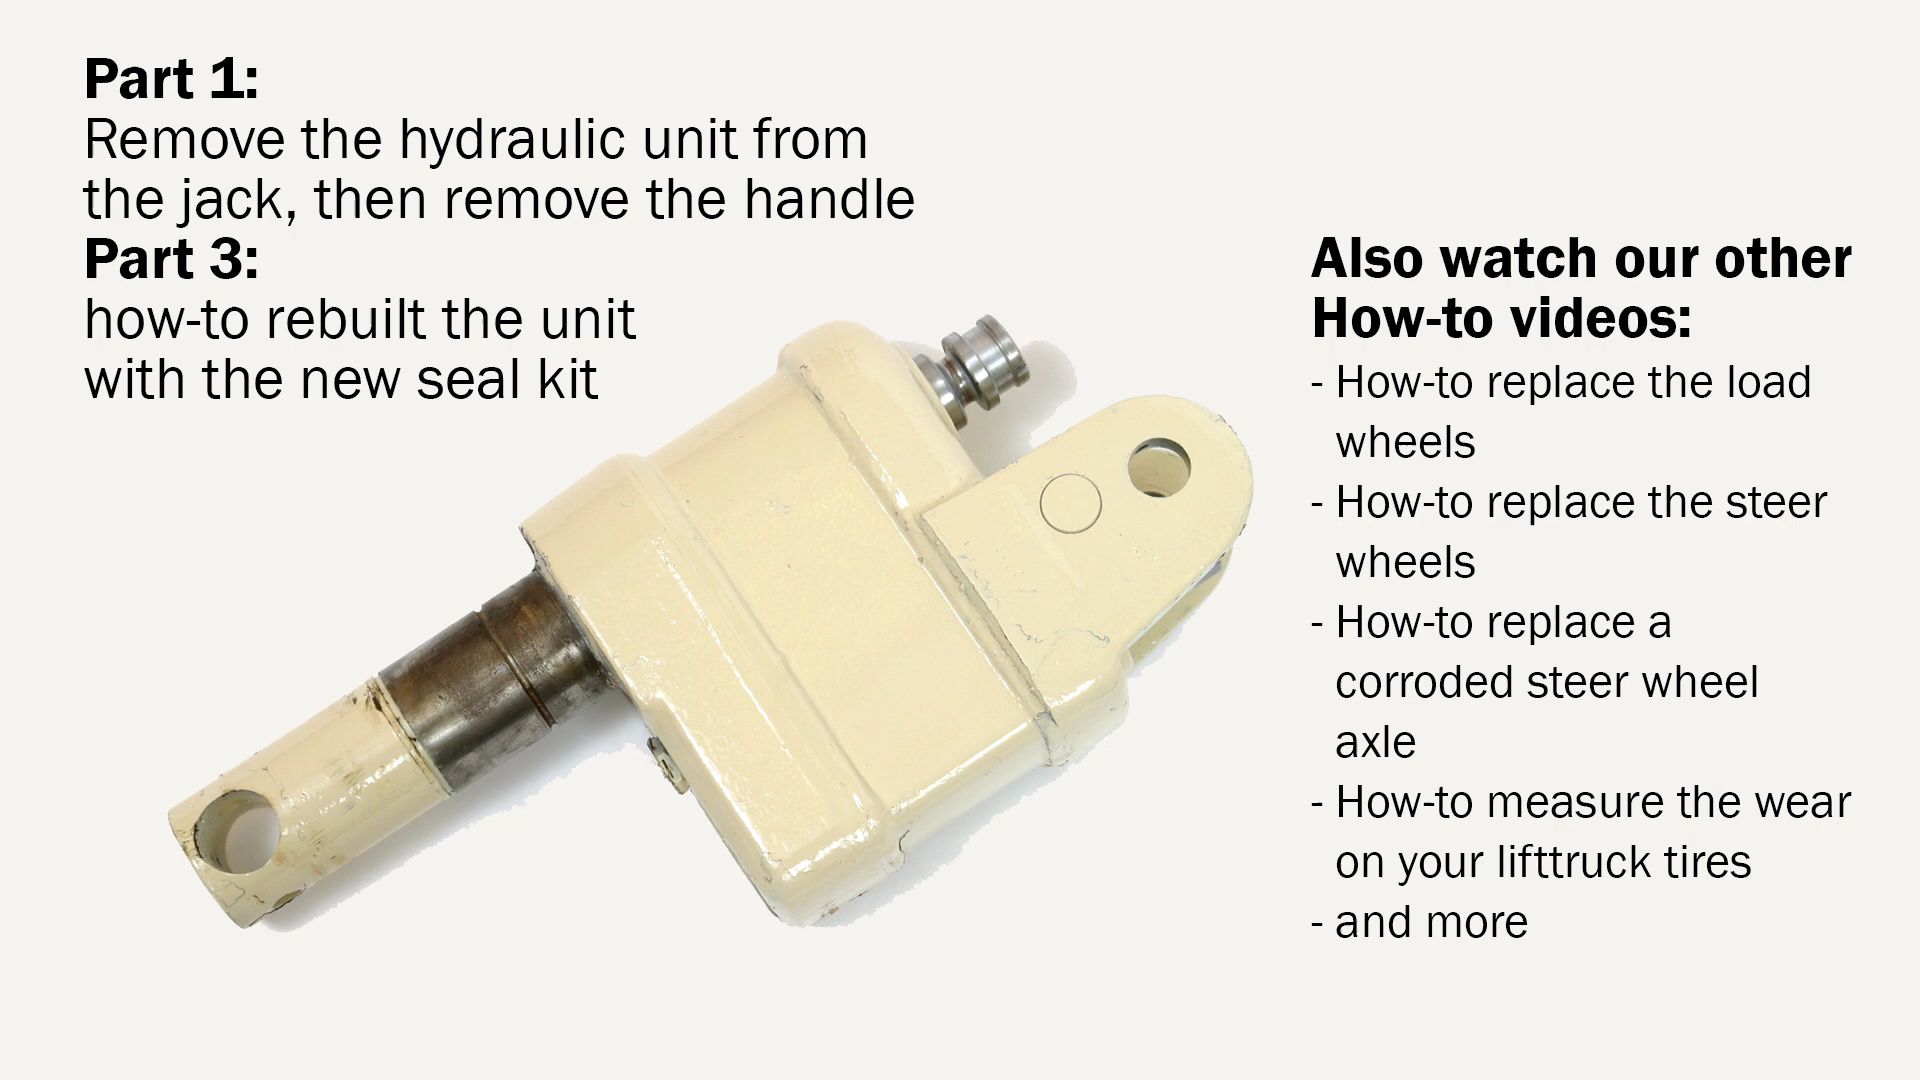 Part 1:
Remove the hydraulic unit from
the jack, then remove the handle
Part 3:
how-to rebuilt the unit
with the new seal kit
Also watch our other
How-to videos:
- How-to replace the load
wheels
- How-to replace the steer
wheels
- How-to replace a
corroded steer wheel
axle
- How-to measure the wear
on your lifttruck tires
- and more